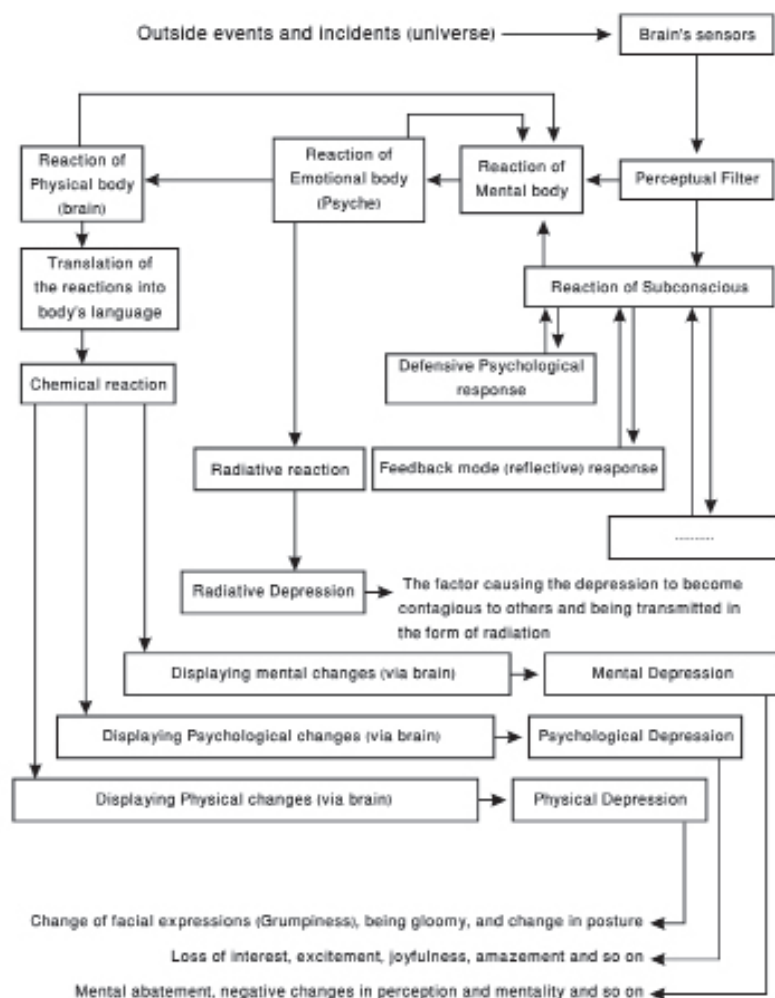 Outside events and incidents (universe)
Brain's sensors
Reaction of
Physical body
(brain)
Reaction of
Emotional body
(Psyche)
Reaction of
Mental body
Perceptual Filter
Translation of
the reactions into
body's language
Reaction of Subconscious
Chemical reaction
Defensive Psychological
response
Radiative reaction
Feedback mode (reflective) response
.........
Radiative Depression
The factor causing the depression to become
contagious to others and being transmitted in
the form of radiation
Displaying mental changes (via brain)
Mental Depression
Displaying Psychological changes (via brain)
Psychological Depression
Displaying Physical changes (via brain)
Physical Depression
Change of facial expressions (Grumpiness), being gloomy, and change in posture
Loss of interest, excitement, joyfulness, amazement and so on
Mental abatement, negative changes in perception and mentality and so on